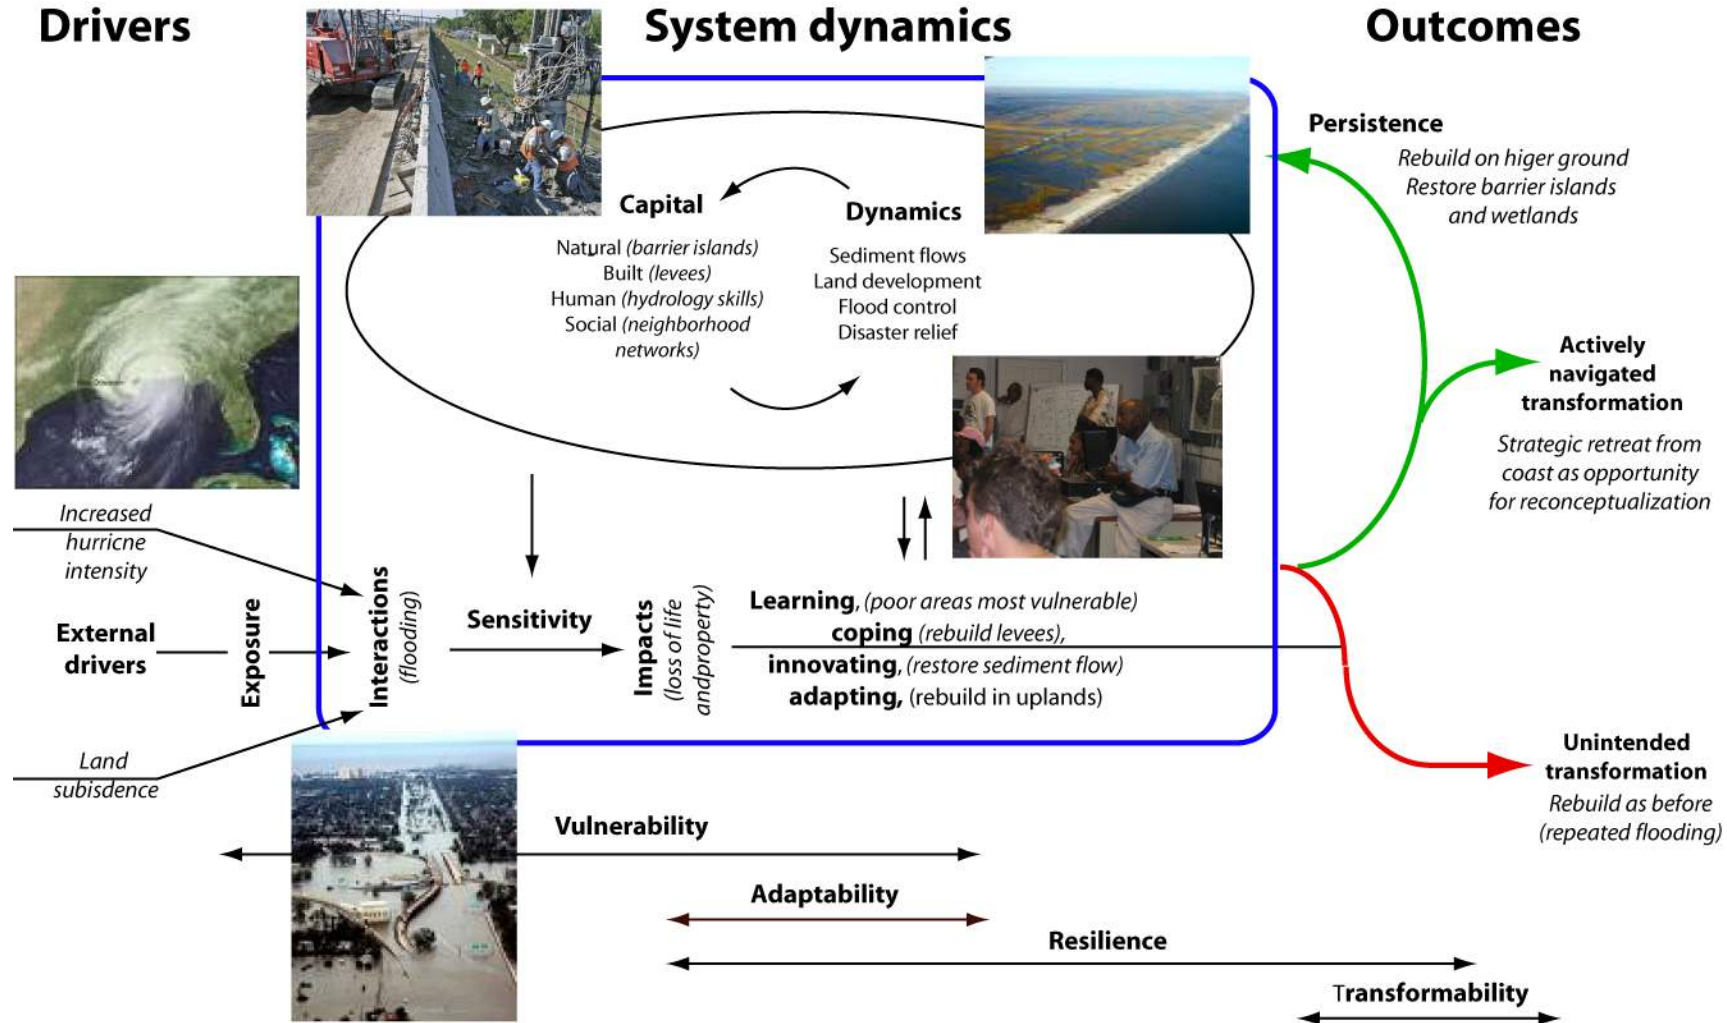 Drivers
System dynamics
Outcomes
Capital
Natural (barrier islands)
Built (levees)
Human (hydrology skills)
Social (neighborhood
networks)
Dynamics
Sediment flows
Land development
Flood control
Disaster relief
Increased
hurricne
intensity
External
drivers
Exposure
Land
subisdence
Interactions
(flooding)
Sensitivity
Impacts
(loss of life
andproperty)
Learning, (poor areas most vulnerable)
coping (rebuild levees),
innovating, (restore sediment flow)
adapting, (rebuild in uplands)
Persistence
Rebuild on higer ground
Restore barrier islands
and wetlands
Actively
navigated
transformation
Strategic retreat from
coast as opportunity
for reconceptualization
Unintended
transformation
Rebuild as before
(repeated flooding)
Vulnerability
Adaptability
Resilience
Transformability